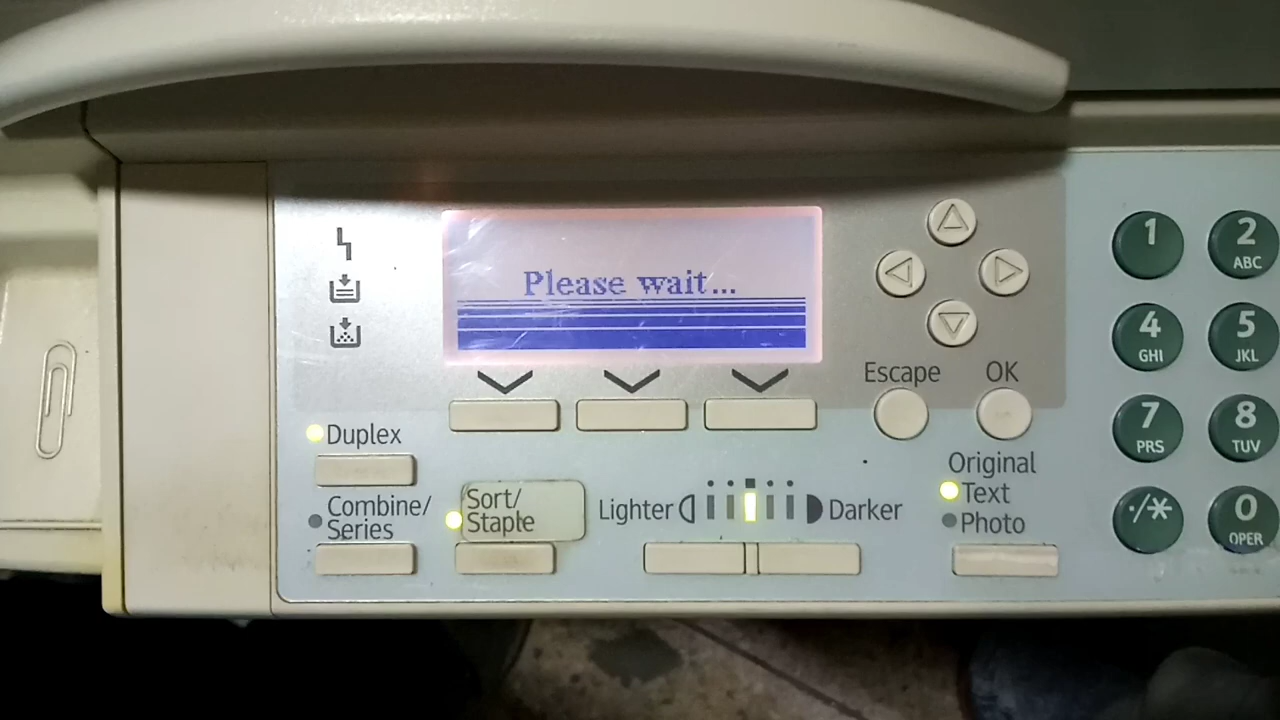 Please wait...
Escape
OK
Duplex
Combine/
Series
Sort/
Staple
Lighter
Darker
Original
Text
Photo
1
2
ABC
4
GHI
5
JKL
7
PRS
8
TUV
·/✳
0
OPER